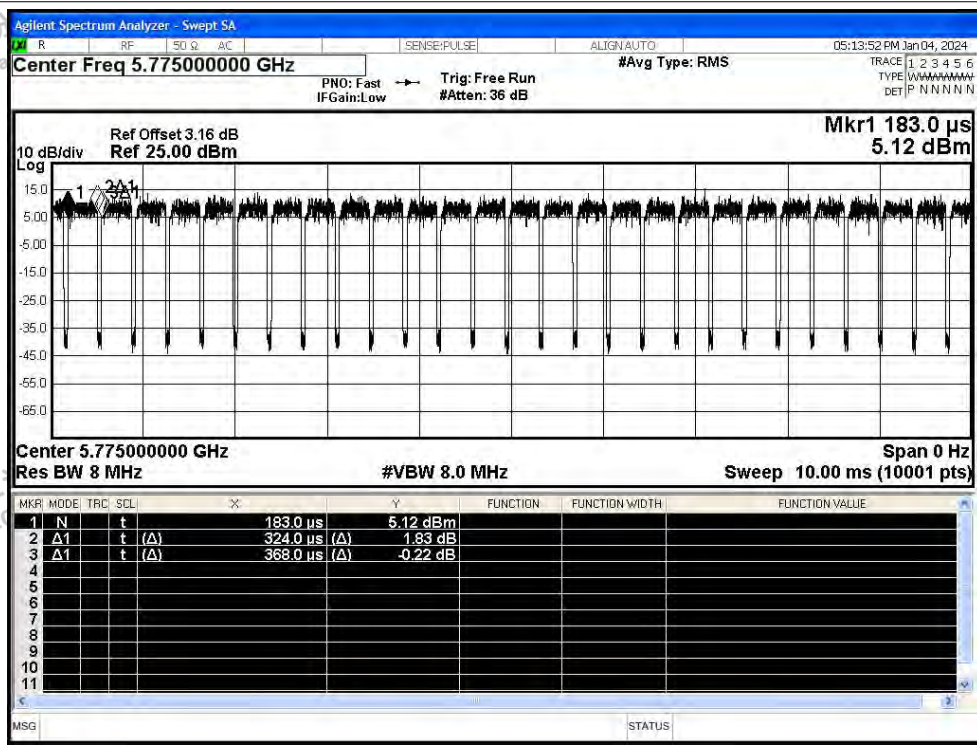 Agilent Spectrum Analyzer - Swept SA
R RF 50 Ω AC SENSE:PULSE ALIGN AUTO 05:13:52 PM Jan 04, 2024
Center Freq 5.775000000 GHz
PNO: Fast
IFGain:Low
Trig: Free Run
#Atten: 36 dB
#Avg Type: RMS
TRACE 1 2 3 4 5 6
TYPE WWWWWW
DET P N N N N N
Mkr1 183.0 µs
5.12 dBm
10 dB/div
Log
Ref Offset 3.16 dB
Ref 25.00 dBm
15.0
5.00
-5.00
-15.0
-25.0
-35.0
-45.0
-55.0
-65.0
1
2Δ1
3Δ1
Center 5.775000000 GHz Span 0 Hz
Res BW 8 MHz #VBW 8.0 MHz Sweep 10.00 ms (10001 pts)
MKR MODE TRC SCL X Y FUNCTION FUNCTION WIDTH FUNCTION VALUE
1 N t 183.0 µs 5.12 dBm
2 Δ1 t (Δ) 324.0 µs (Δ) 1.83 dB
3 Δ1 t (Δ) 368.0 µs (Δ) -0.22 dB
4
5
6
7
8
9
10
11
MSG STATUS